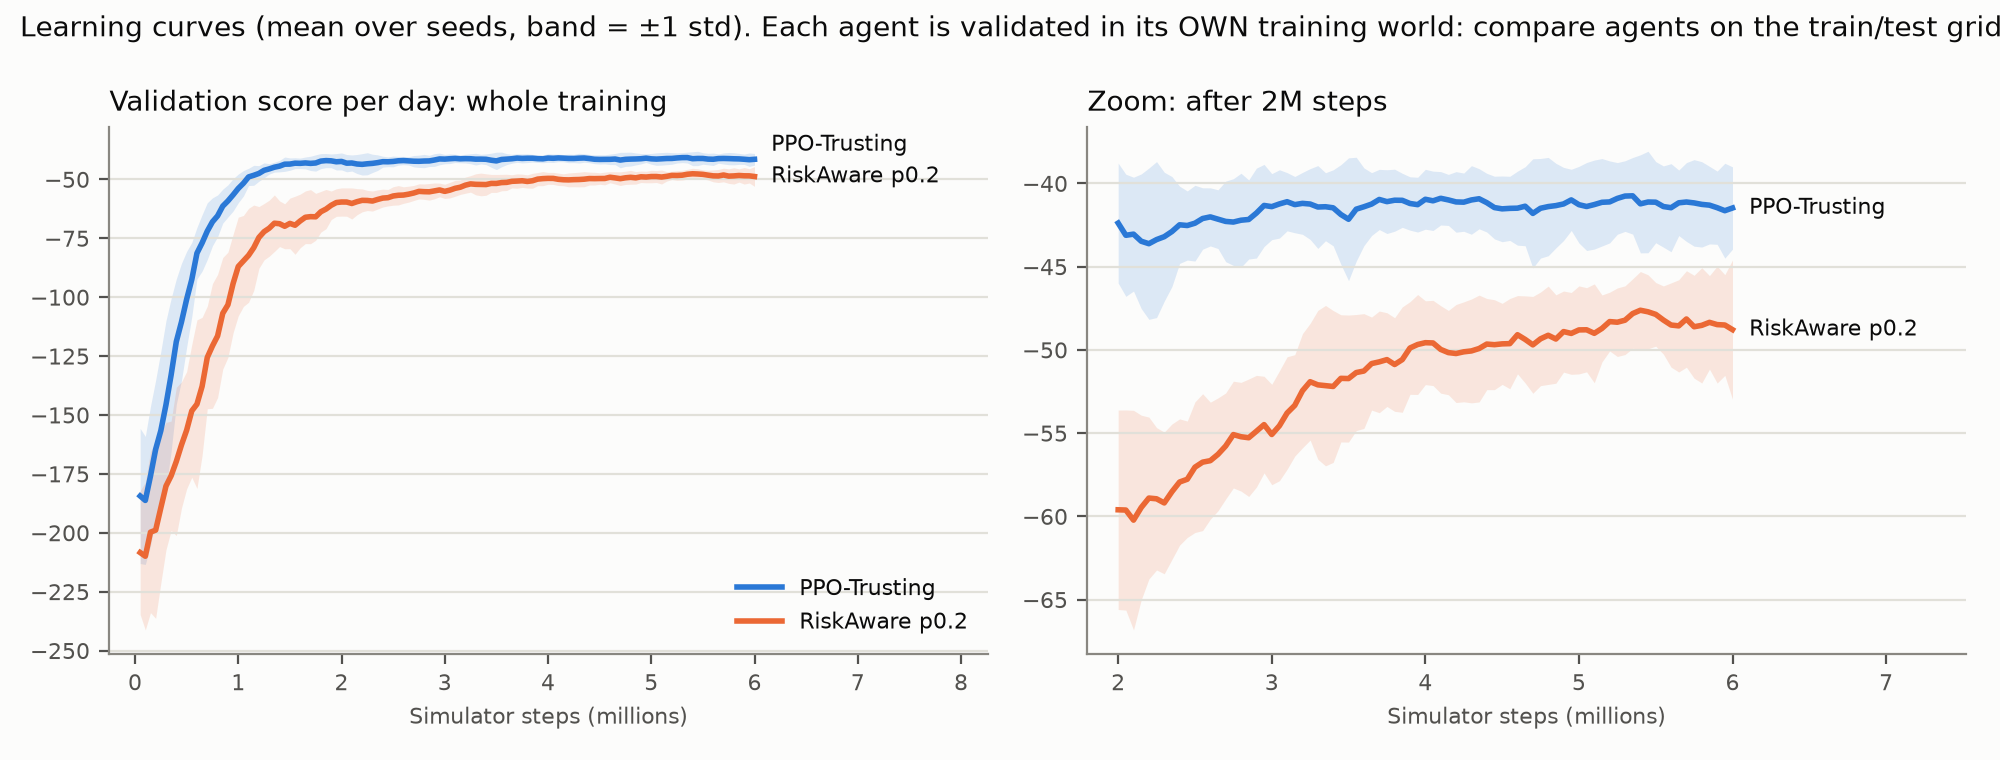 Learning curves (mean over seeds, band = ±1 std). Each agent is validated in its OWN training world: compare agents on the train/test grid
Validation score per day: whole training
−50
−75
−100
−125
−150
−175
−200
−225
−250
PPO-Trusting
RiskAware p0.2
PPO-Trusting
RiskAware p0.2
0 1 2 3 4 5 6 7 8
Simulator steps (millions)
Zoom: after 2M steps
−40
−45
−50
−55
−60
−65
PPO-Trusting
RiskAware p0.2
2 3 4 5 6 7
Simulator steps (millions)